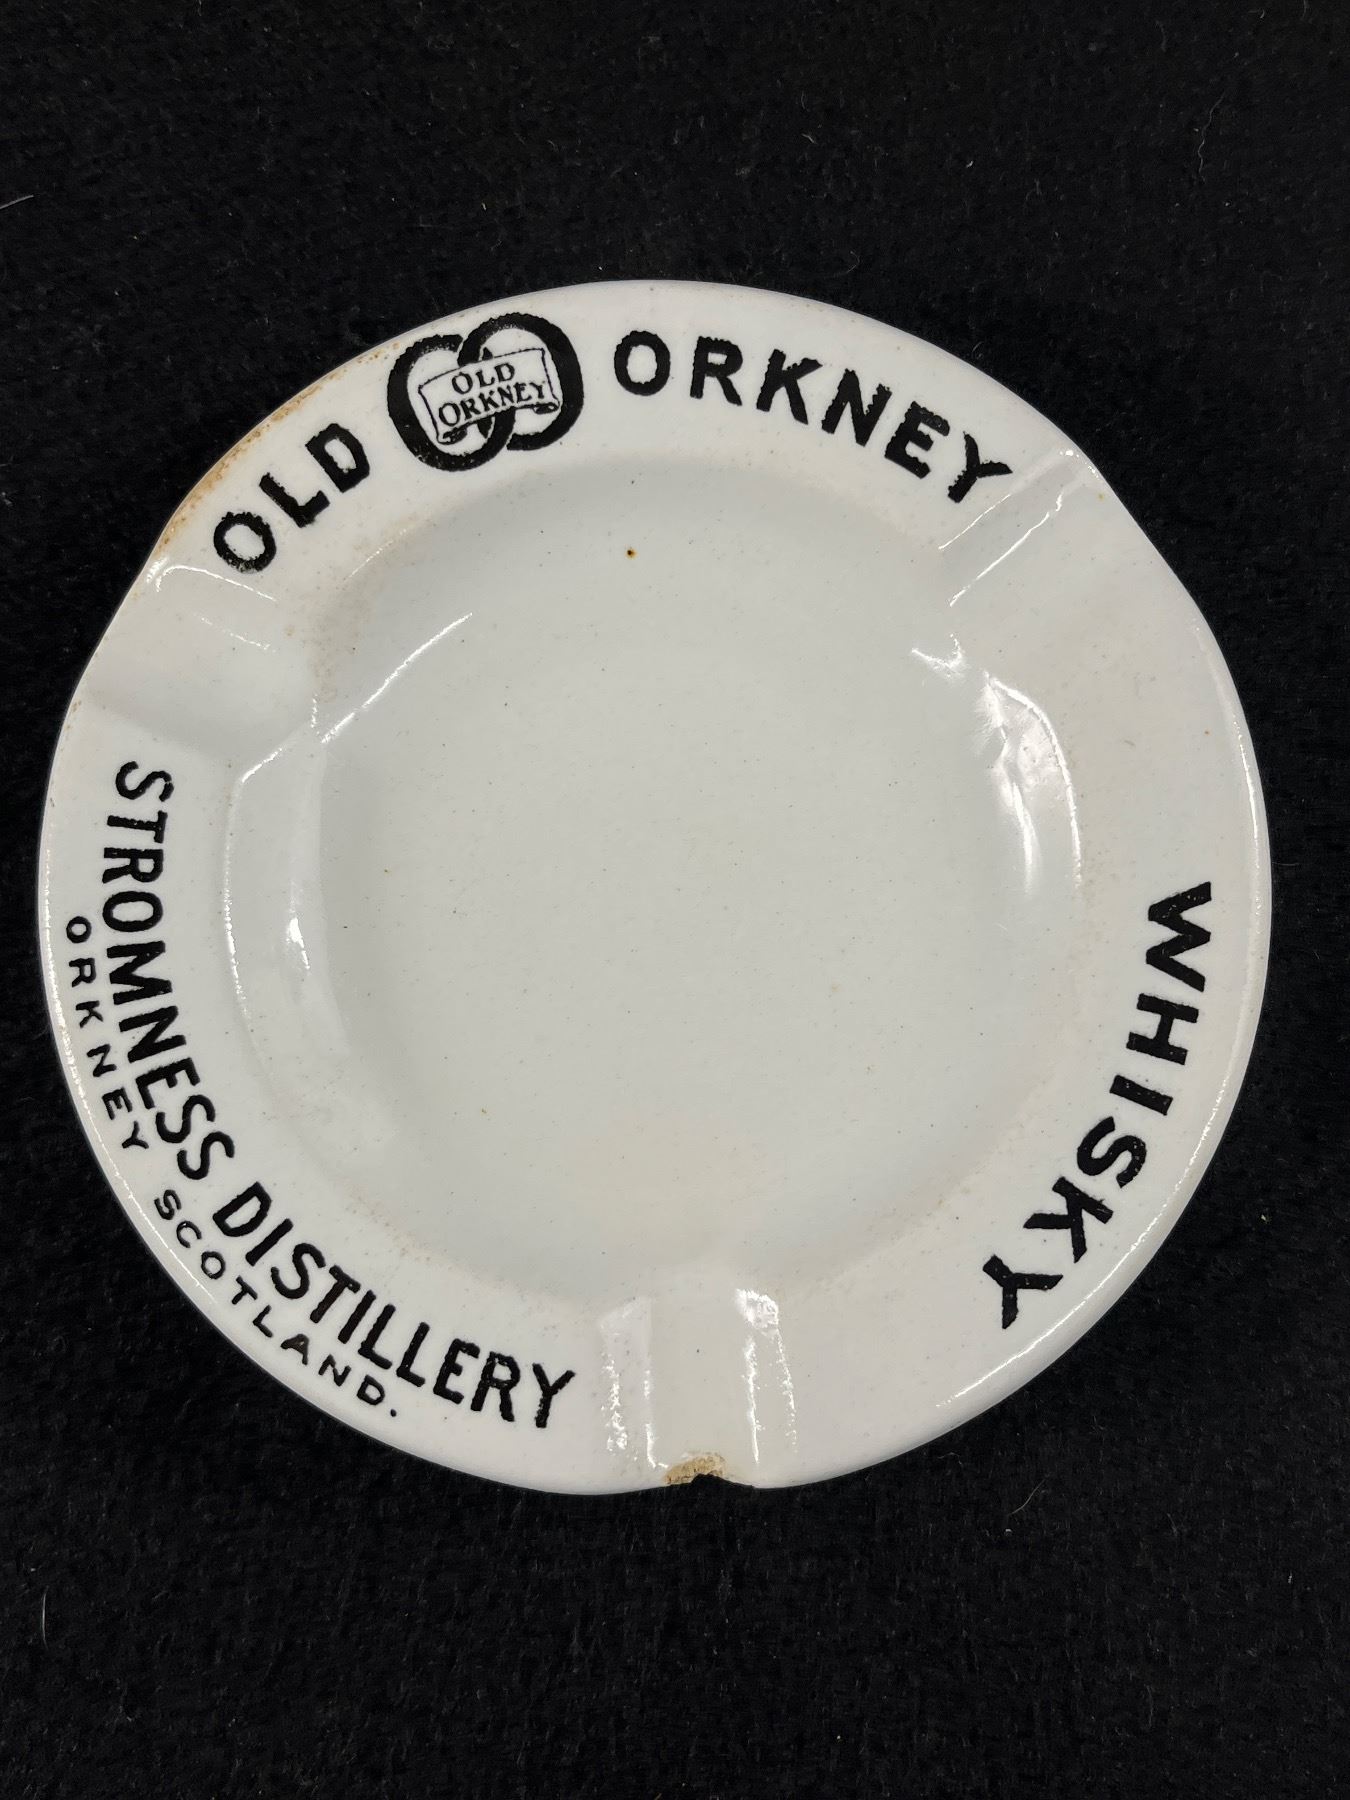 OLD ORKNEY
OLD
ORKNEY
WHISKY
STROMNESS DISTILLERY
ORKNEY SCOTLAND.